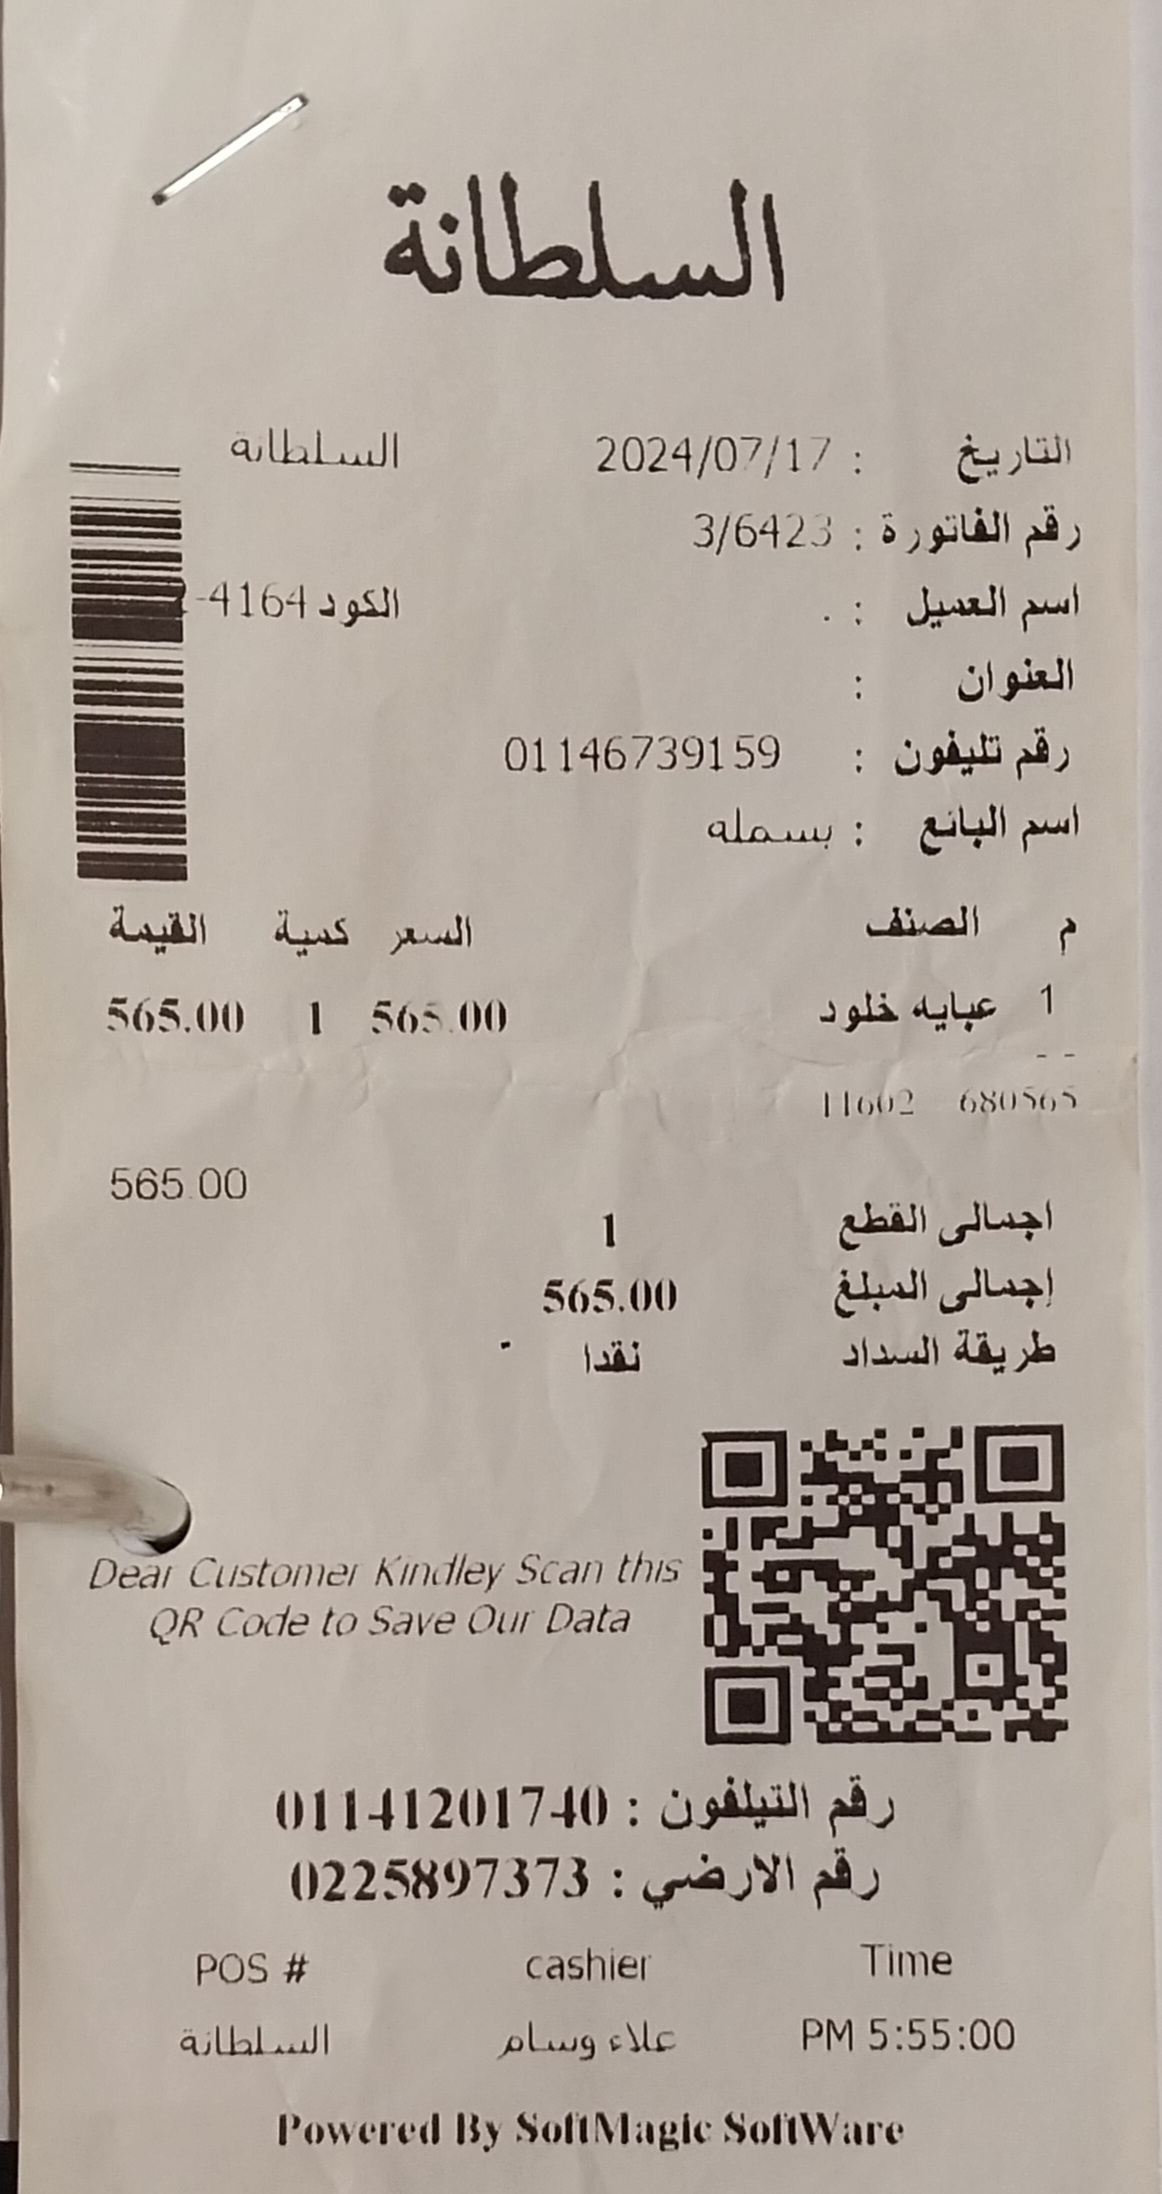 السلطانة
التاريخ : 2024/07/17 السلطانة
رقم الفاتورة : 3/6423
اسم العميل : . الكود 4164-
العنوان :
رقم تليفون : 01146739159
اسم البائع : بسمله
م الصنف السعر كمية القيمة
1 عبايه خلود 565.00 1 565.00
- -
680565 11602
565.00
اجمالى القطع 1
إجمالى المبلغ 565.00
طريقة السداد نقدا -
Dear Customer Kindley Scan this
QR Code to Save Our Data
رقم التيلفون : 01141201740
رقم الارضي : 0225897373
POS # cashier Time
السلطانة علاء وسام PM 5:55:00
Powered By SoftMagic SoftWare